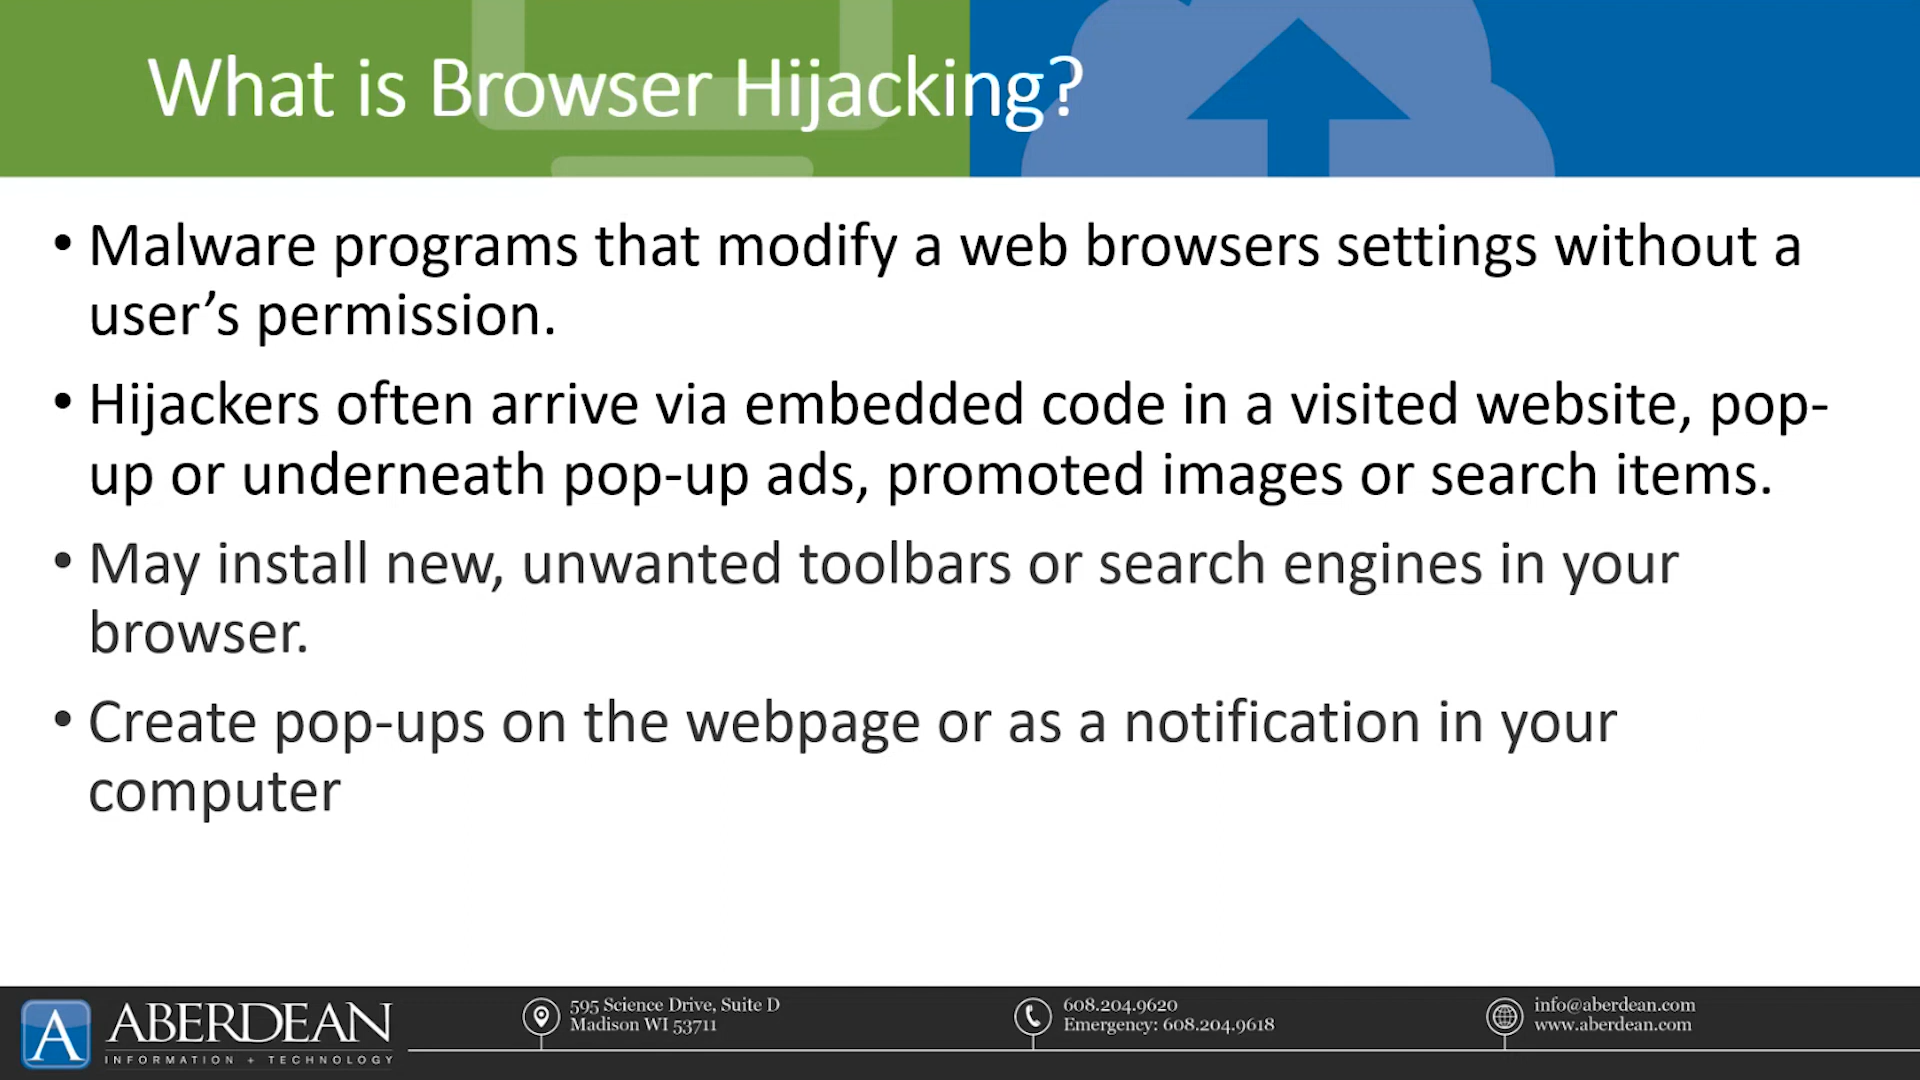 What is Browser Hijacking?
• Malware programs that modify a web browsers settings without a
user’s permission.
• Hijackers often arrive via embedded code in a visited website, pop-
up or underneath pop-up ads, promoted images or search items.
• May install new, unwanted toolbars or search engines in your
browser.
• Create pop-ups on the webpage or as a notification in your
computer
A ABERDEAN
INFORMATION + TECHNOLOGY
595 Science Drive, Suite D
Madison WI 53711
608.204.9620
Emergency: 608.204.9618
info@aberdean.com
www.aberdean.com